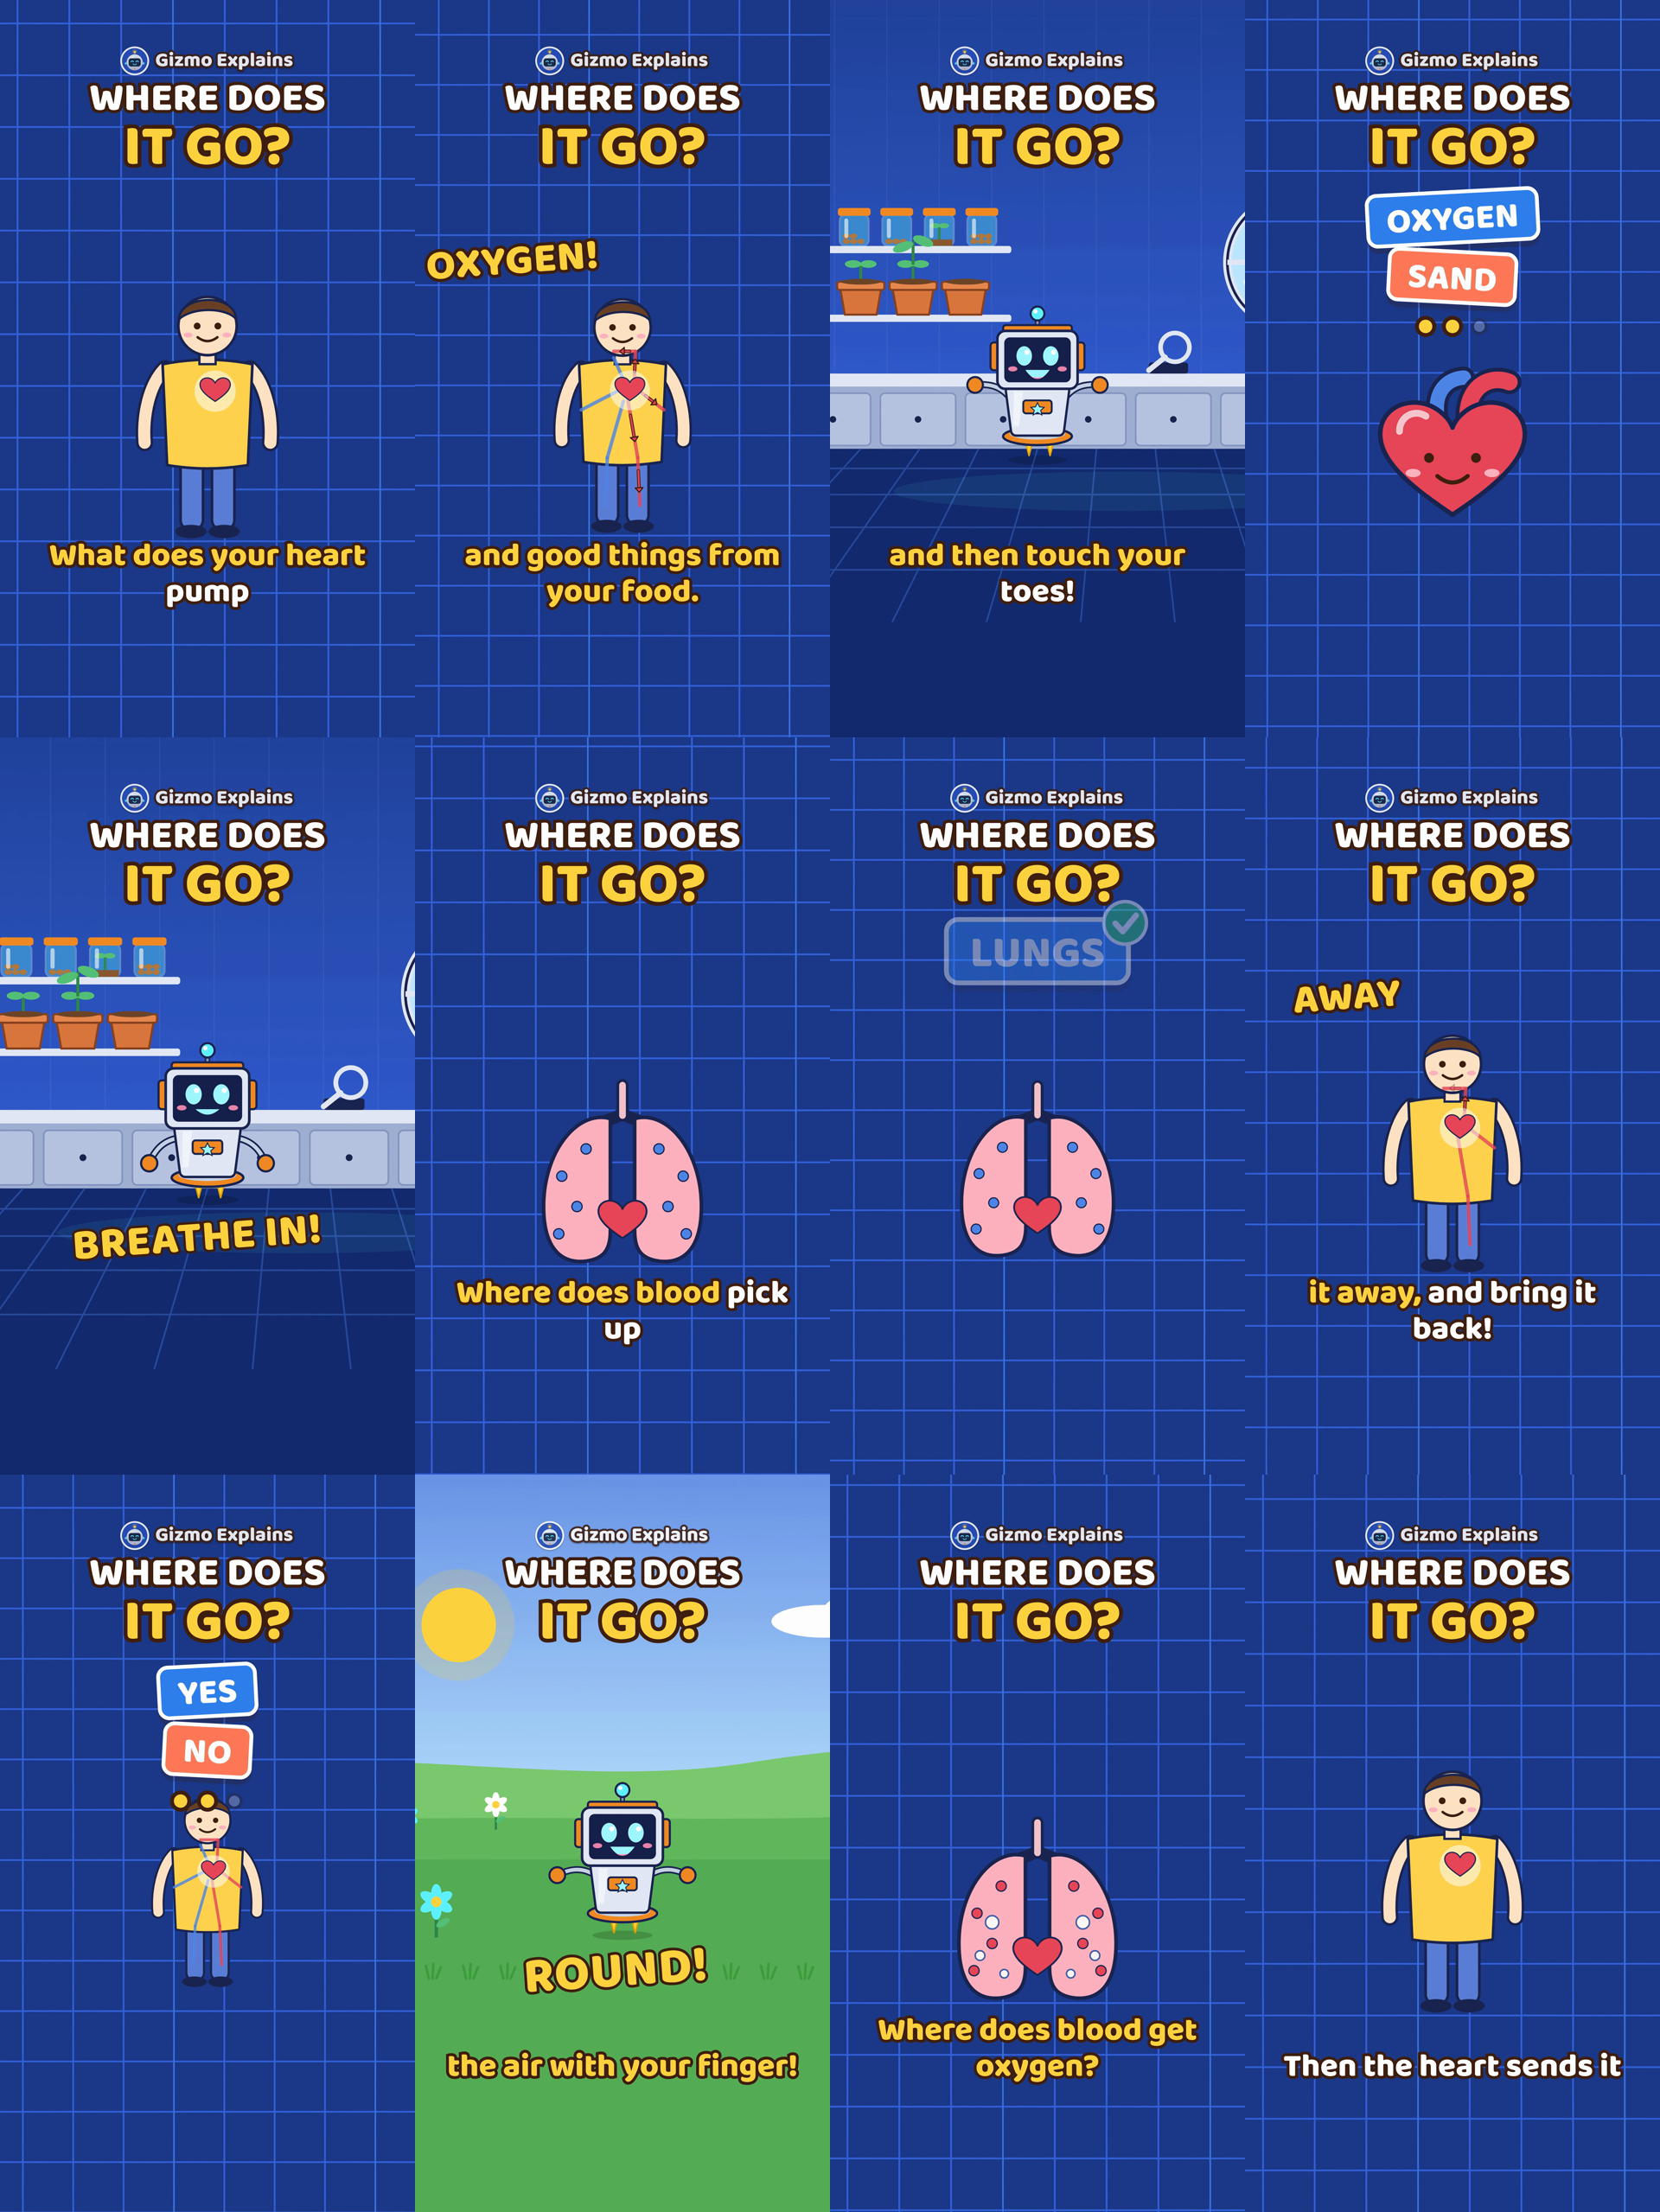 Gizmo Explains
WHERE DOES
IT GO?
What does your heart
pump
Gizmo Explains
WHERE DOES
IT GO?
OXYGEN!
and good things from
your food.
Gizmo Explains
WHERE DOES
IT GO?
and then touch your
toes!
Gizmo Explains
WHERE DOES
IT GO?
OXYGEN
SAND
Gizmo Explains
WHERE DOES
IT GO?
BREATHE IN!
Gizmo Explains
WHERE DOES
IT GO?
Where does blood pick
up
Gizmo Explains
WHERE DOES
IT GO?
LUNGS
Gizmo Explains
WHERE DOES
IT GO?
AWAY
it away, and bring it
back!
Gizmo Explains
WHERE DOES
IT GO?
YES
NO
Gizmo Explains
WHERE DOES
IT GO?
ROUND!
the air with your finger!
Gizmo Explains
WHERE DOES
IT GO?
Where does blood get
oxygen?
Gizmo Explains
WHERE DOES
IT GO?
Then the heart sends it